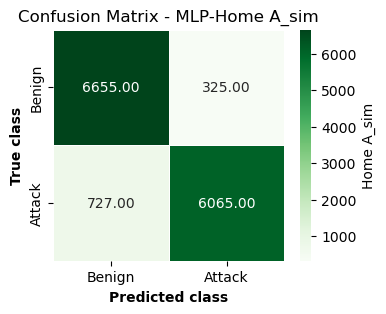 Confusion Matrix - MLP-Home A_sim
True class
Benign
6655.00
325.00
Attack
727.00
6065.00
Benign
Attack
Predicted class
6000
5000
4000
3000
2000
1000
Home A_sim